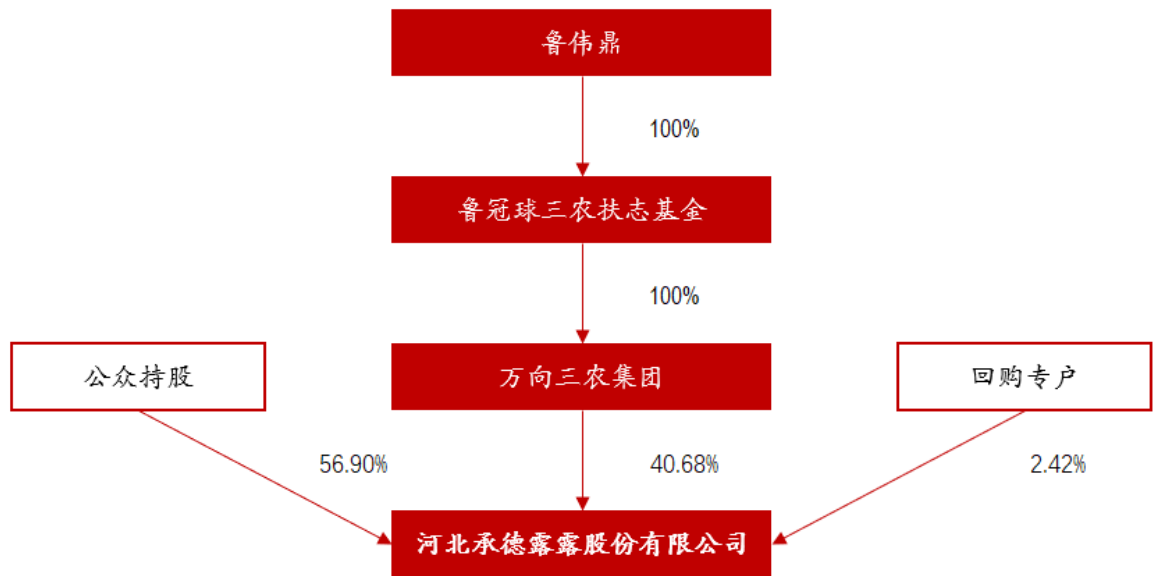 鲁伟鼎
100%
鲁冠球三农扶志基金
100%
公众持股
万向三农集团
回购专户
56.90%
40.68%
2.42%
河北承德露露股份有限公司